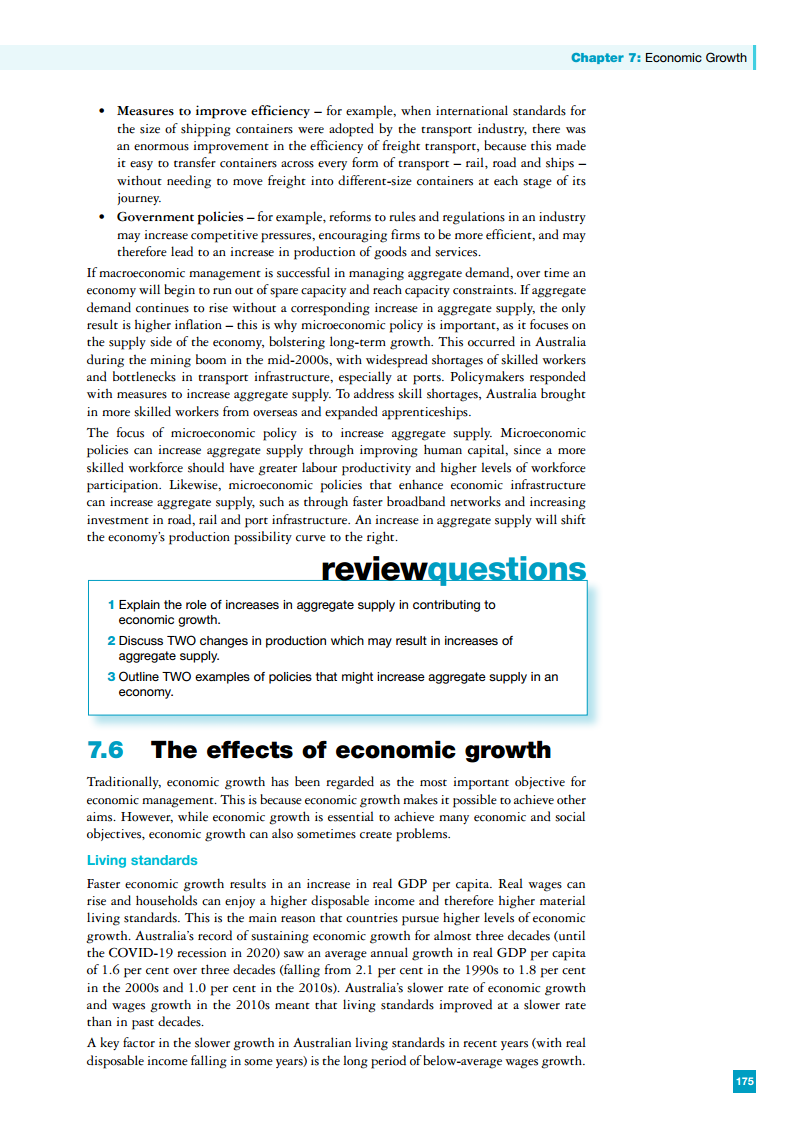 Chapter 7: Economic Growth
• Measures to improve efficiency – for example, when international standards for
the size of shipping containers were adopted by the transport industry, there was
an enormous improvement in the efficiency of freight transport, because this made
it easy to transfer containers across every form of transport – rail, road and ships –
without needing to move freight into different-size containers at each stage of its
journey.
• Government policies – for example, reforms to rules and regulations in an industry
may increase competitive pressures, encouraging firms to be more efficient, and may
therefore lead to an increase in production of goods and services.
If macroeconomic management is successful in managing aggregate demand, over time an
economy will begin to run out of spare capacity and reach capacity constraints. If aggregate
demand continues to rise without a corresponding increase in aggregate supply, the only
result is higher inflation – this is why microeconomic policy is important, as it focuses on
the supply side of the economy, bolstering long-term growth. This occurred in Australia
during the mining boom in the mid-2000s, with widespread shortages of skilled workers
and bottlenecks in transport infrastructure, especially at ports. Policymakers responded
with measures to increase aggregate supply. To address skill shortages, Australia brought
in more skilled workers from overseas and expanded apprenticeships.
The focus of microeconomic policy is to increase aggregate supply. Microeconomic
policies can increase aggregate supply through improving human capital, since a more
skilled workforce should have greater labour productivity and higher levels of workforce
participation. Likewise, microeconomic policies that enhance economic infrastructure
can increase aggregate supply, such as through faster broadband networks and increasing
investment in road, rail and port infrastructure. An increase in aggregate supply will shift
the economy's production possibility curve to the right.
reviewquestions
1 Explain the role of increases in aggregate supply in contributing to
economic growth.
2 Discuss TWO changes in production which may result in increases of
aggregate supply.
3 Outline TWO examples of policies that might increase aggregate supply in an
economy.
7.6 The effects of economic growth
Traditionally, economic growth has been regarded as the most important objective for
economic management. This is because economic growth makes it possible to achieve other
aims. However, while economic growth is essential to achieve many economic and social
objectives, economic growth can also sometimes create problems.
Living standards
Faster economic growth results in an increase in real GDP per capita. Real wages can
rise and households can enjoy a higher disposable income and therefore higher material
living standards. This is the main reason that countries pursue higher levels of economic
growth. Australia's record of sustaining economic growth for almost three decades (until
the COVID-19 recession in 2020) saw an average annual growth in real GDP per capita
of 1.6 per cent over three decades (falling from 2.1 per cent in the 1990s to 1.8 per cent
in the 2000s and 1.0 per cent in the 2010s). Australia's slower rate of economic growth
and wages growth in the 2010s meant that living standards improved at a slower rate
than in past decades.
A key factor in the slower growth in Australian living standards in recent years (with real
disposable income falling in some years) is the long period of below-average wages growth.
175